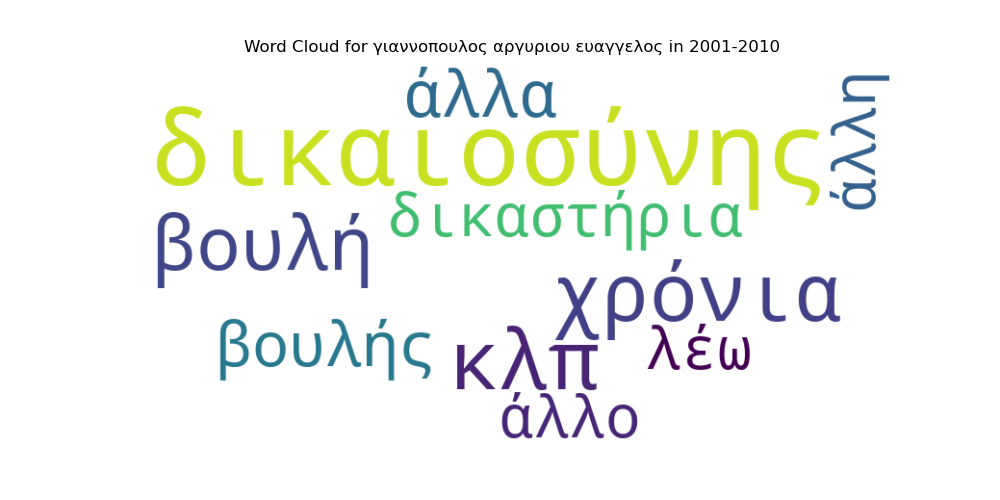 Word Cloud for γιαννοπουλος αργυριου ευαγγελος in 2001-2010
άλλα
άλλη
δικαιοσύνης
δικαστήρια
βουλή
χρόνια
βουλής
κλπ
λέω
άλλο